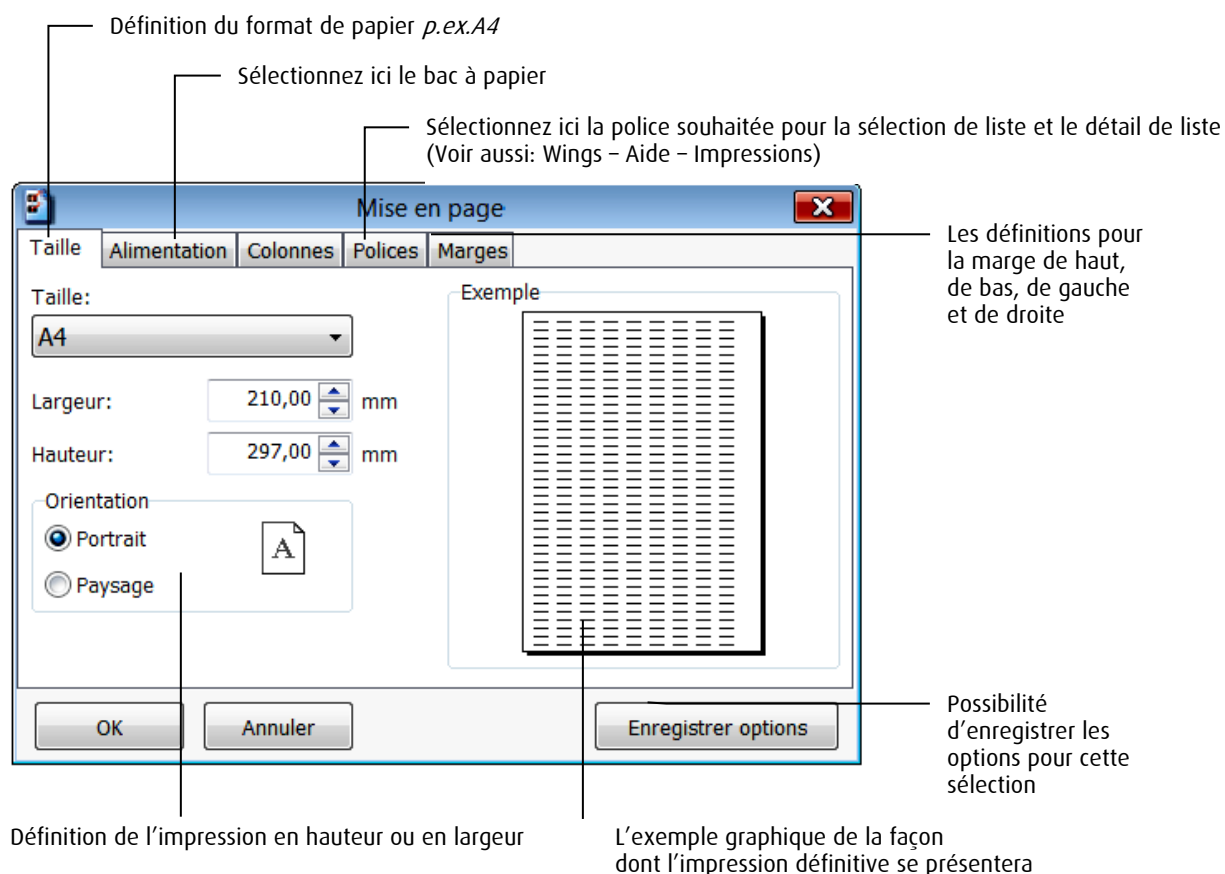 Définition du format de papier p.ex.A4
Sélectionnez ici le bac à papier
Sélectionnez ici la police souhaitée pour la sélection de liste et le détail de liste
(Voir aussi: Wings – Aide – Impressions)
Mise en page
Taille Alimentation Colonnes Polices Marges
Les définitions pour
la marge de haut,
de bas, de gauche
et de droite
Taille:
A4
Largeur: 210,00 mm
Hauteur: 297,00 mm
Orientation
Portrait
Paysage
A
Exemple
OK Annuler Enregistrer options
Possibilité
d'enregistrer les
options pour cette
sélection
Définition de l'impression en hauteur ou en largeur
L'exemple graphique de la façon
dont l'impression définitive se présentera